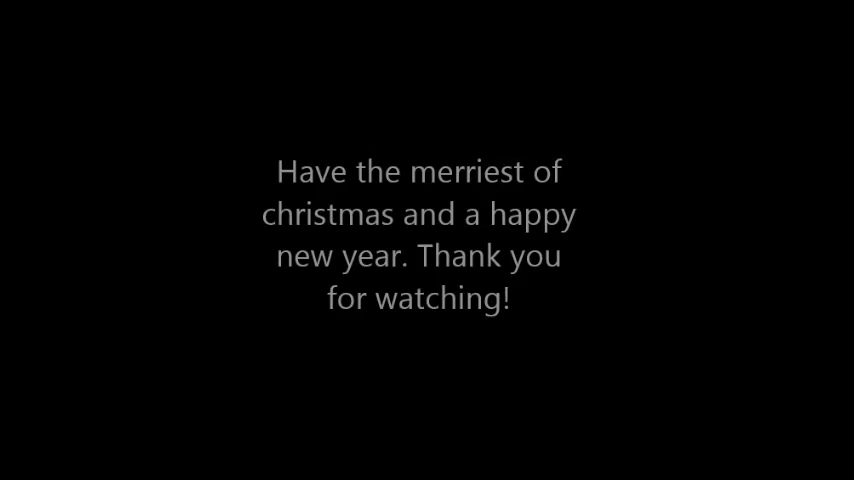 Have the merriest of
christmas and a happy
new year. Thank you
for watching!